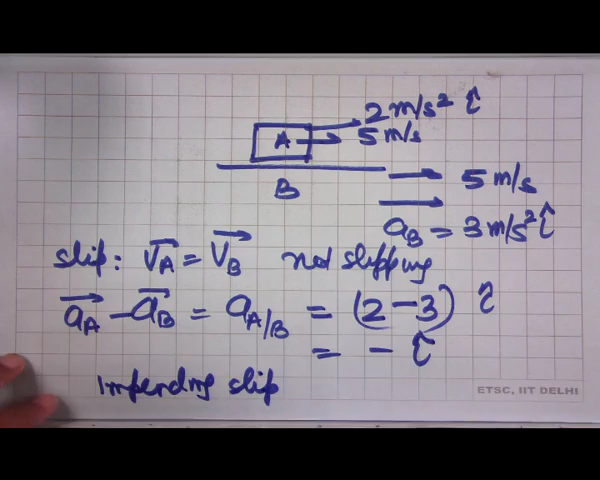 2 m/s² î
A
5 m/s
B
5 m/s
a_B = 3 m/s² î
slip: V_A = V_B not slipping
a_A - a_B = a_A/B = (2 - 3) î
= - î
Impending slip
ETSC, IIT DELHI